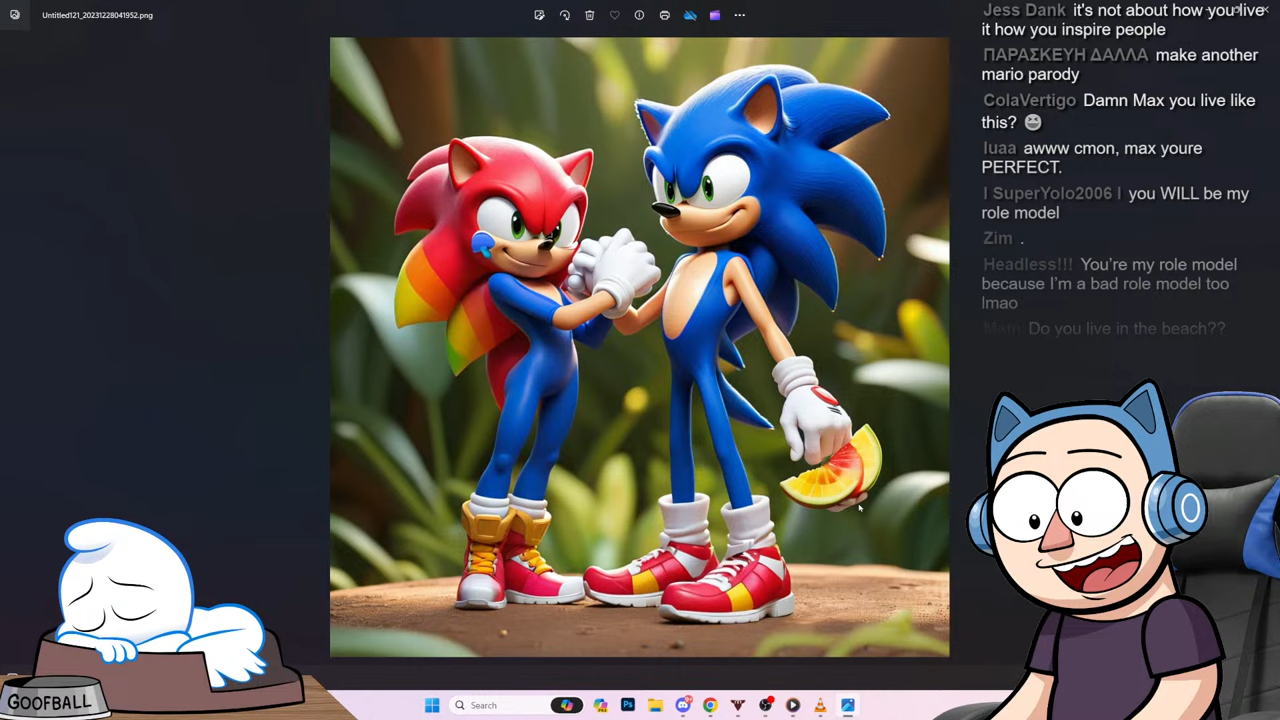 Untitled121_20231228041952.png
Jess Dank it's not about how you live
it how you inspire people
ΠΑΡΑΣΚΕΥΗ ΔΑΛΛΑ make another
mario parody
ColaVertigo Damn Max you live like
this? 😆
luaa awww cmon, max youre
PERFECT.
I SuperYolo2006 I you WILL be my
role model
Zim .
Headless!!! You're my role model
because I'm a bad role model too
lmao
Do you live in the beach??
GOOFBALL
Search
Ps